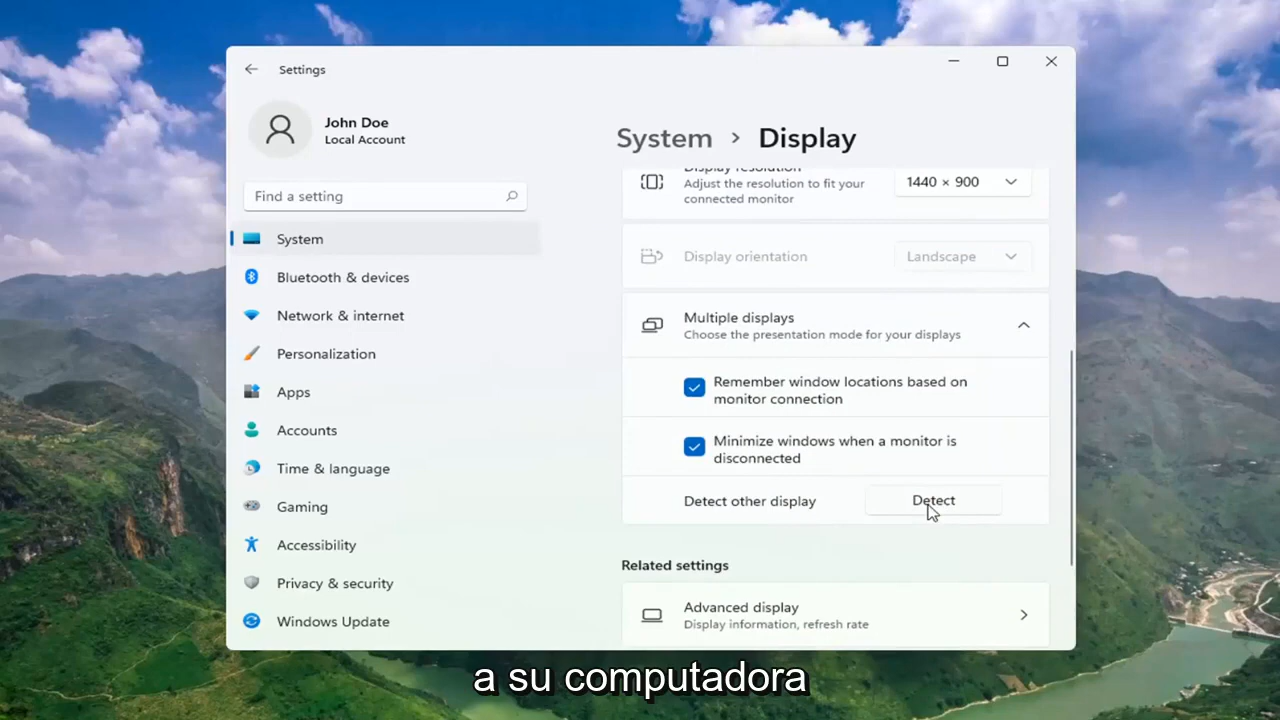 Settings
John Doe
Local Account
Find a setting
System
Bluetooth & devices
Network & internet
Personalization
Apps
Accounts
Time & language
Gaming
Accessibility
Privacy & security
Windows Update
System > Display
Display resolution
Adjust the resolution to fit your
connected monitor
1440 × 900
Display orientation
Landscape
Multiple displays
Choose the presentation mode for your displays
Remember window locations based on
monitor connection
Minimize windows when a monitor is
disconnected
Detect other display
Detect
Related settings
Advanced display
Display information, refresh rate
a su computadora